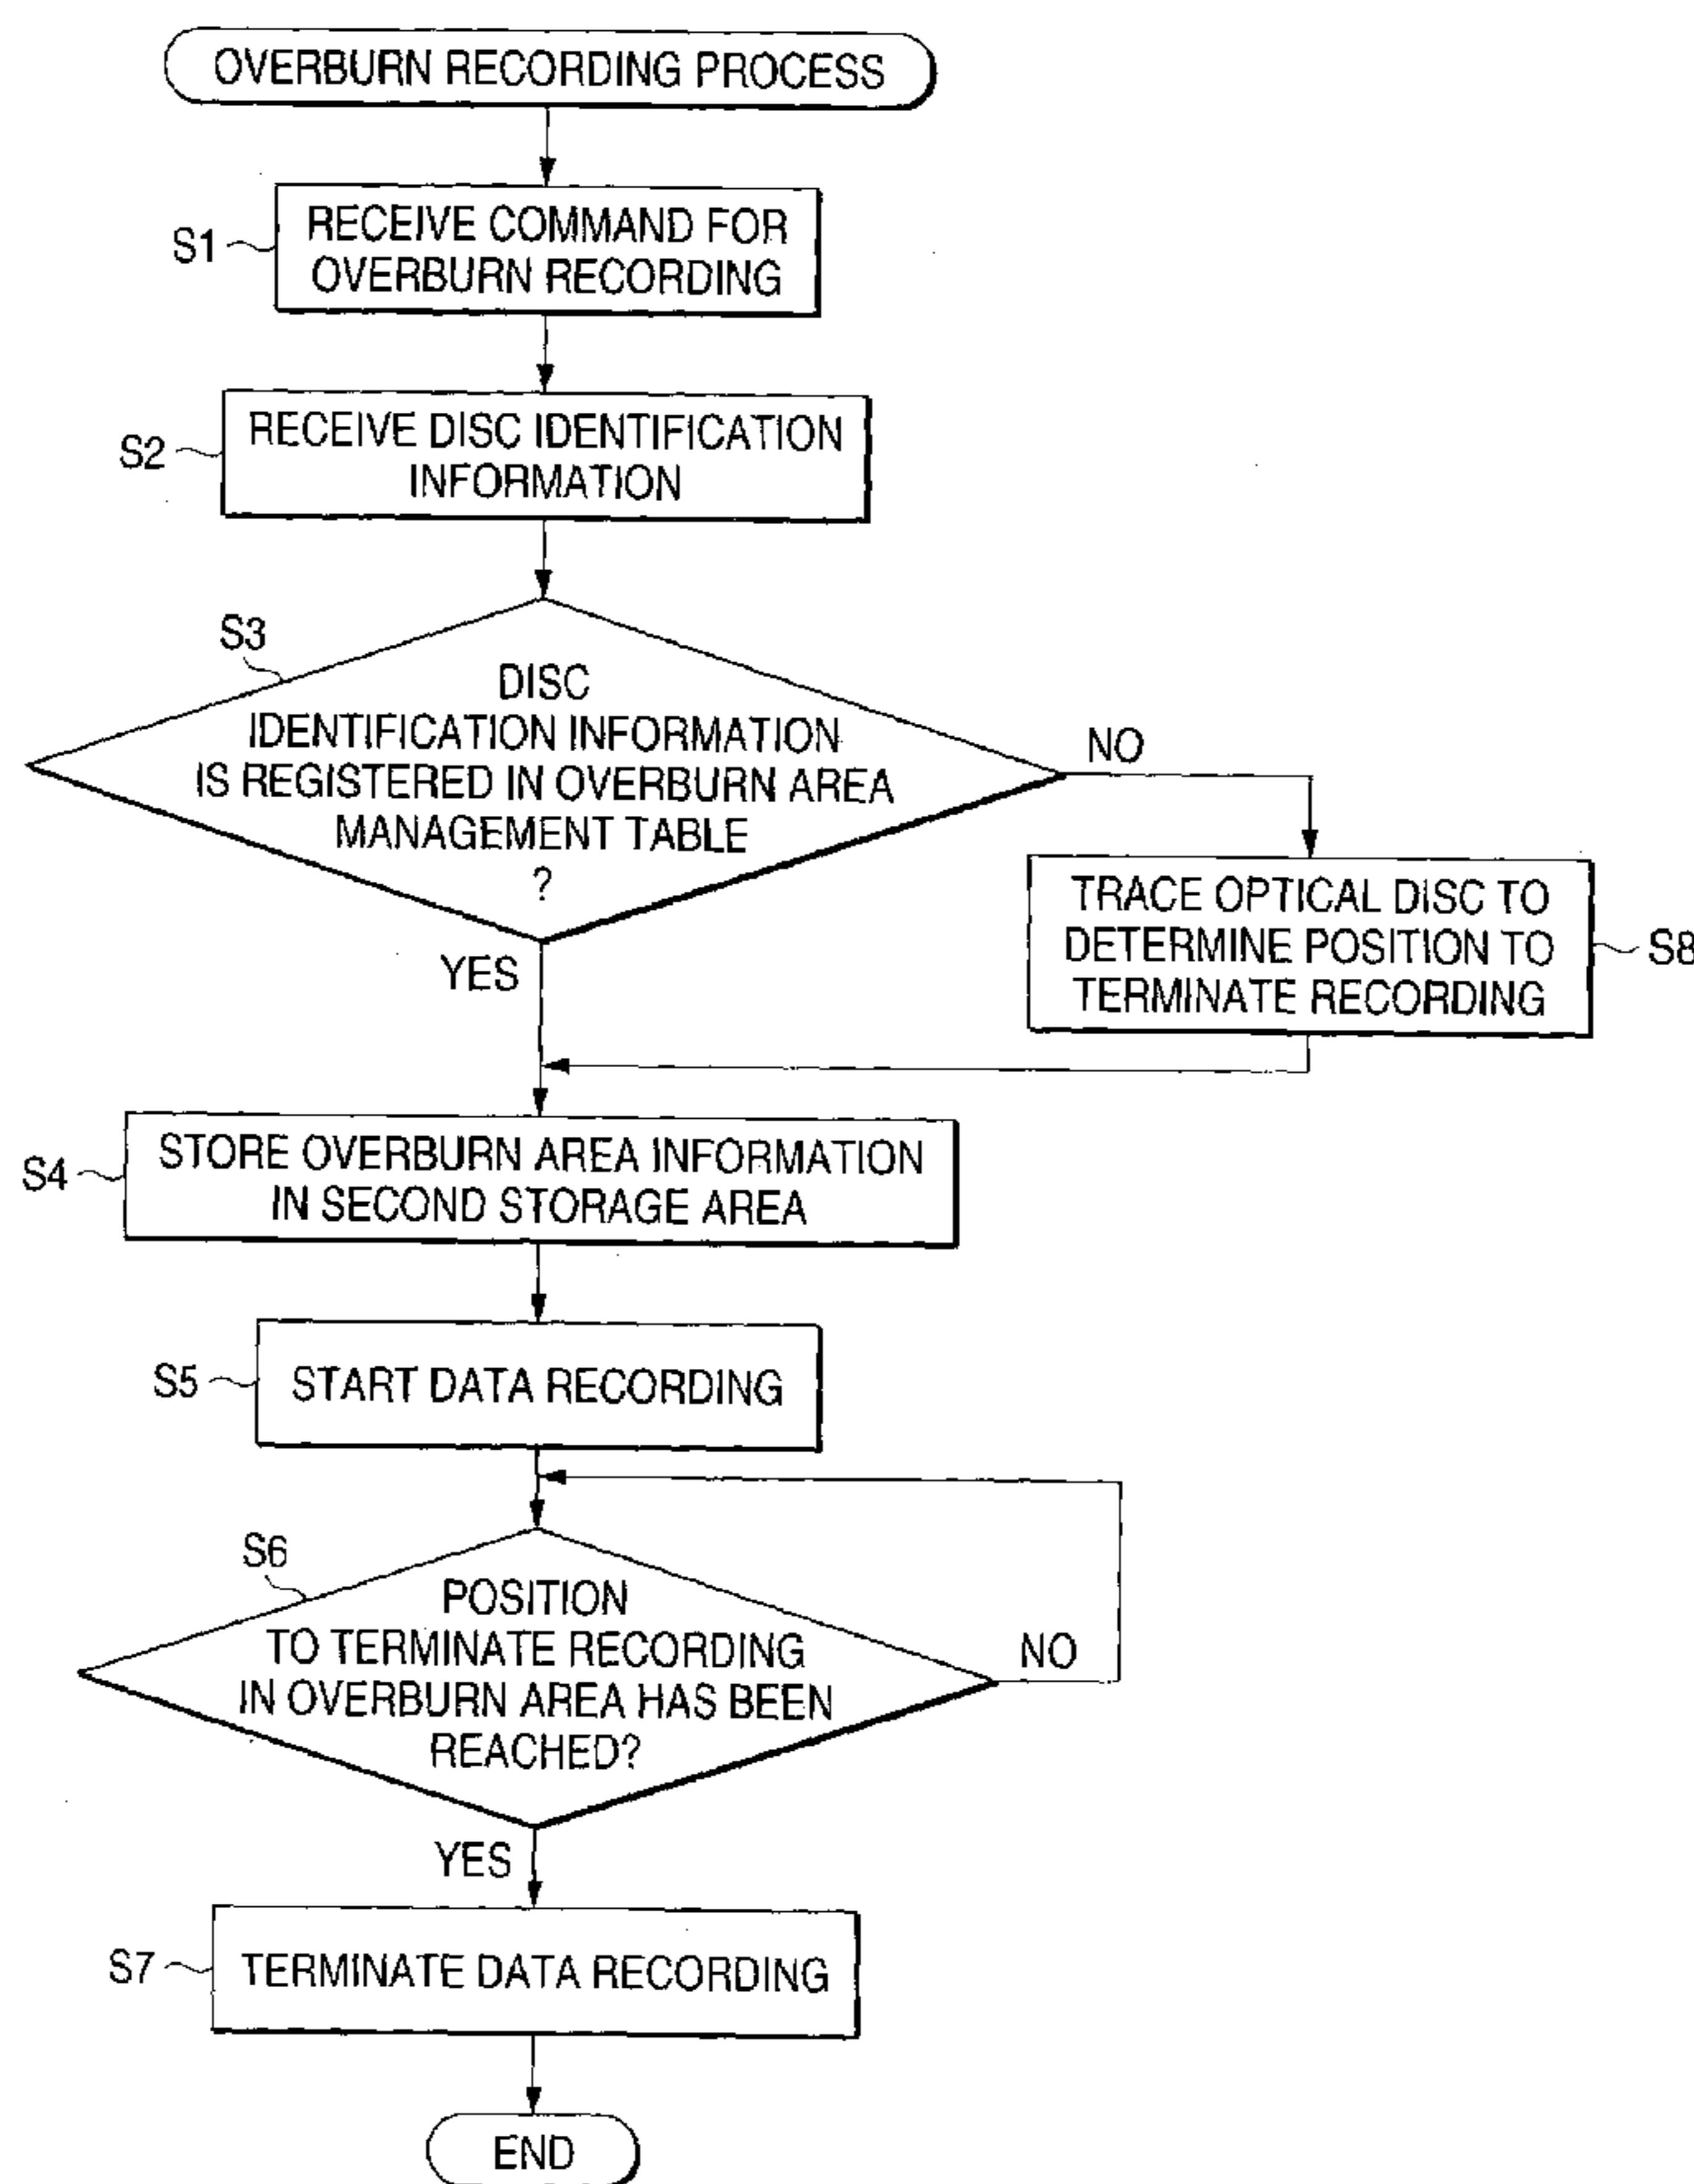 OVERBURN RECORDING PROCESS
S1
RECEIVE COMMAND FOR
OVERBURN RECORDING
S2
RECEIVE DISC IDENTIFICATION
INFORMATION
S3
DISC
IDENTIFICATION INFORMATION
IS REGISTERED IN OVERBURN AREA
MANAGEMENT TABLE
?
NO
YES
TRACE OPTICAL DISC TO
DETERMINE POSITION TO
TERMINATE RECORDING
S8
S4
STORE OVERBURN AREA INFORMATION
IN SECOND STORAGE AREA
S5
START DATA RECORDING
S6
POSITION
TO TERMINATE RECORDING
IN OVERBURN AREA HAS BEEN
REACHED?
NO
YES
S7
TERMINATE DATA RECORDING
END